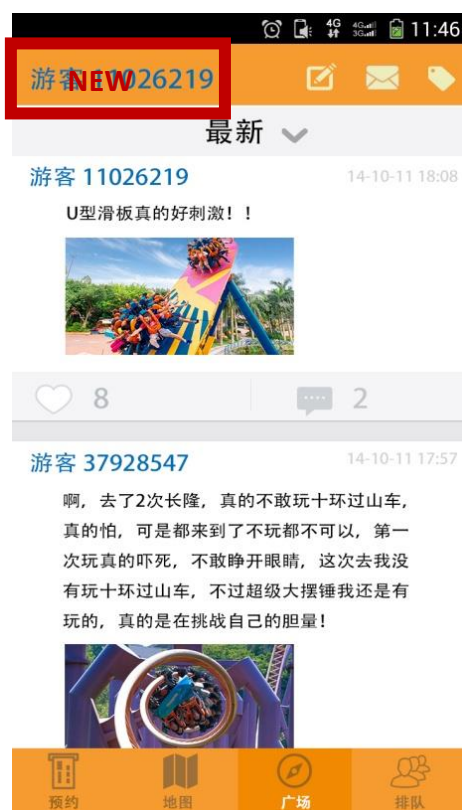 4G 4G 3G 11:46
游客 11026219
NEW
最新
游客 11026219 14-10-11 18:08
U型滑板真的好刺激！！
8 2
游客 37928547 14-10-11 17:57
啊，去了2次长隆，真的不敢玩十环过山车，
真的怕，可是都来到了不玩都不可以，第一
次玩真的吓死，不敢睁开眼睛，这次去我没
有玩十环过山车，不过超级大摆锤我还是有
玩的，真的是在挑战自己的胆量！
预约 地图 广场 排队